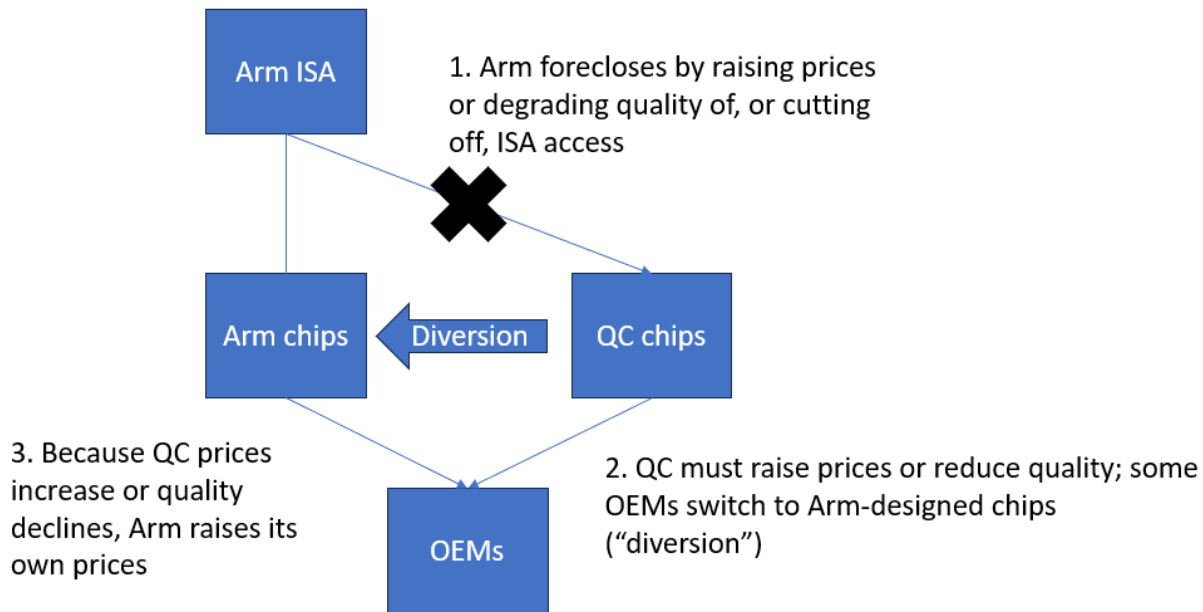 Arm ISA
1. Arm forecloses by raising prices
or degrading quality of, or cutting
off, ISA access
Arm chips
Diversion
QC chips
3. Because QC prices
increase or quality
declines, Arm raises its
own prices
2. QC must raise prices or reduce quality; some
OEMs switch to Arm-designed chips
(“diversion”)
OEMs